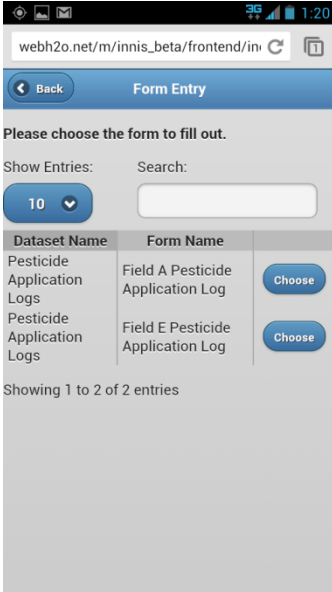 3G 1:20
webh2o.net/m/innis_beta/frontend/in 1
Back Form Entry
Please choose the form to fill out.
Show Entries: Search:
10
Dataset Name Form Name
Pesticide
Application
Logs
Field A Pesticide
Application Log
Choose
Pesticide
Application
Logs
Field E Pesticide
Application Log
Choose
Showing 1 to 2 of 2 entries